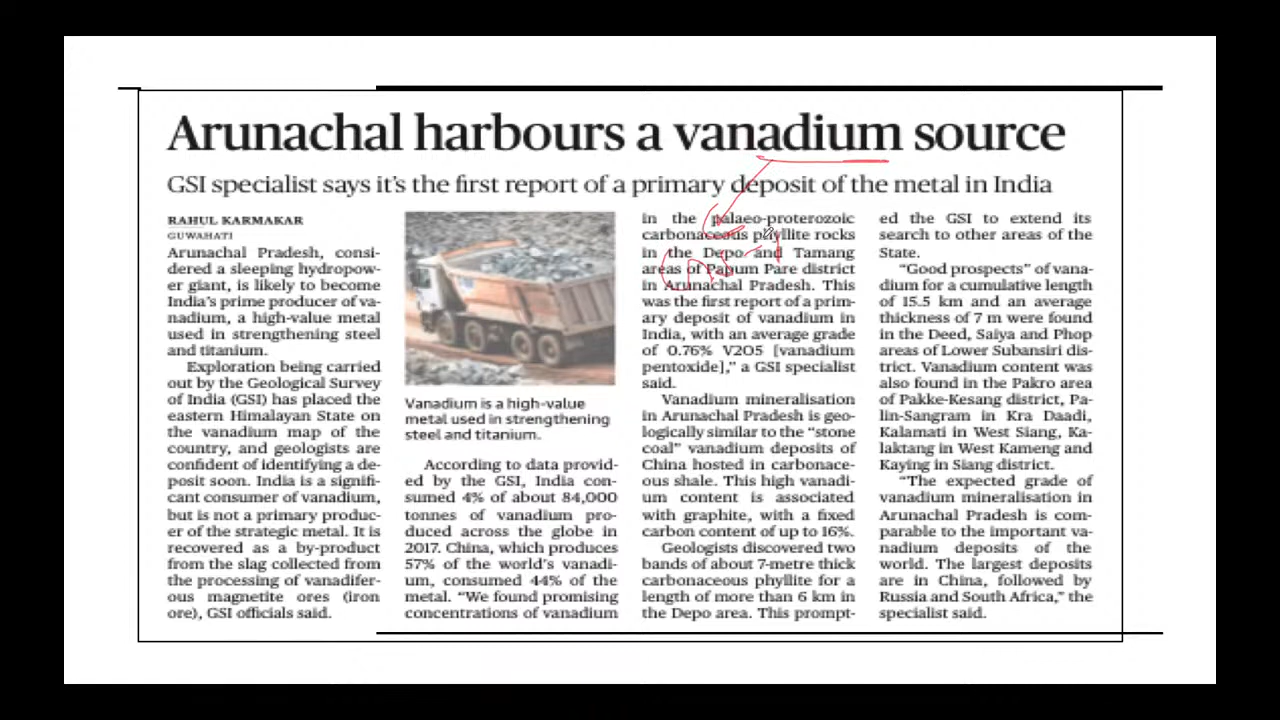 Arunachal harbours a vanadium source
GSI specialist says it's the first report of a primary deposit of the metal in India
RAHUL KARMAKAR
GUWAHATI
Arunachal Pradesh, consi-
dered a sleeping hydropow-
er giant, is likely to become
India's prime producer of va-
nadium, a high-value metal
used in strengthening steel
and titanium.
Exploration being carried
out by the Geological Survey
of India (GSI) has placed the
eastern Himalayan State on
the vanadium map of the
country, and geologists are
confident of identifying a de-
posit soon. India is a signifi-
cant consumer of vanadium,
but is not a primary produc-
er of the strategic metal. It is
recovered as a by-product
from the slag collected from
the processing of vanadifer-
ous magnetite ores (iron
ore), GSI officials said.
Vanadium is a high-value
metal used in strengthening
steel and titanium.
According to data provid-
ed by the GSI, India con-
sumed 4% of about 84,000
tonnes of vanadium pro-
duced across the globe in
2017. China, which produces
57% of the world's vanadi-
um, consumed 44% of the
metal. "We found promising
concentrations of vanadium
in the palaeo-proterozoic
carbonaceous phyllite rocks
in the Depo and Tamang
areas of Papum Pare district
in Arunachal Pradesh. This
was the first report of a prim-
ary deposit of vanadium in
India, with an average grade
of 0.76% V2O5 [vanadium
pentoxide]," a GSI specialist
said.
Vanadium mineralisation
in Arunachal Pradesh is geo-
logically similar to the "stone
coal" vanadium deposits of
China hosted in carbonace-
ous shale. This high vanadi-
um content is associated
with graphite, with a fixed
carbon content of up to 16%.
Geologists discovered two
bands of about 7-metre thick
carbonaceous phyllite for a
length of more than 6 km in
the Depo area. This prompt-
ed the GSI to extend its
search to other areas of the
State.
"Good prospects" of vana-
dium for a cumulative length
of 15.5 km and an average
thickness of 7 m were found
in the Deed, Saiya and Phop
areas of Lower Subansiri dis-
trict. Vanadium content was
also found in the Pakro area
of Pakke-Kesang district, Pa-
lin-Sangram in Kra Daadi,
Kalamati in West Siang, Ka-
laktang in West Kameng and
Kaying in Siang district.
"The expected grade of
vanadium mineralisation in
Arunachal Pradesh is com-
parable to the important va-
nadium deposits of the
world. The largest deposits
are in China, followed by
Russia and South Africa," the
specialist said.